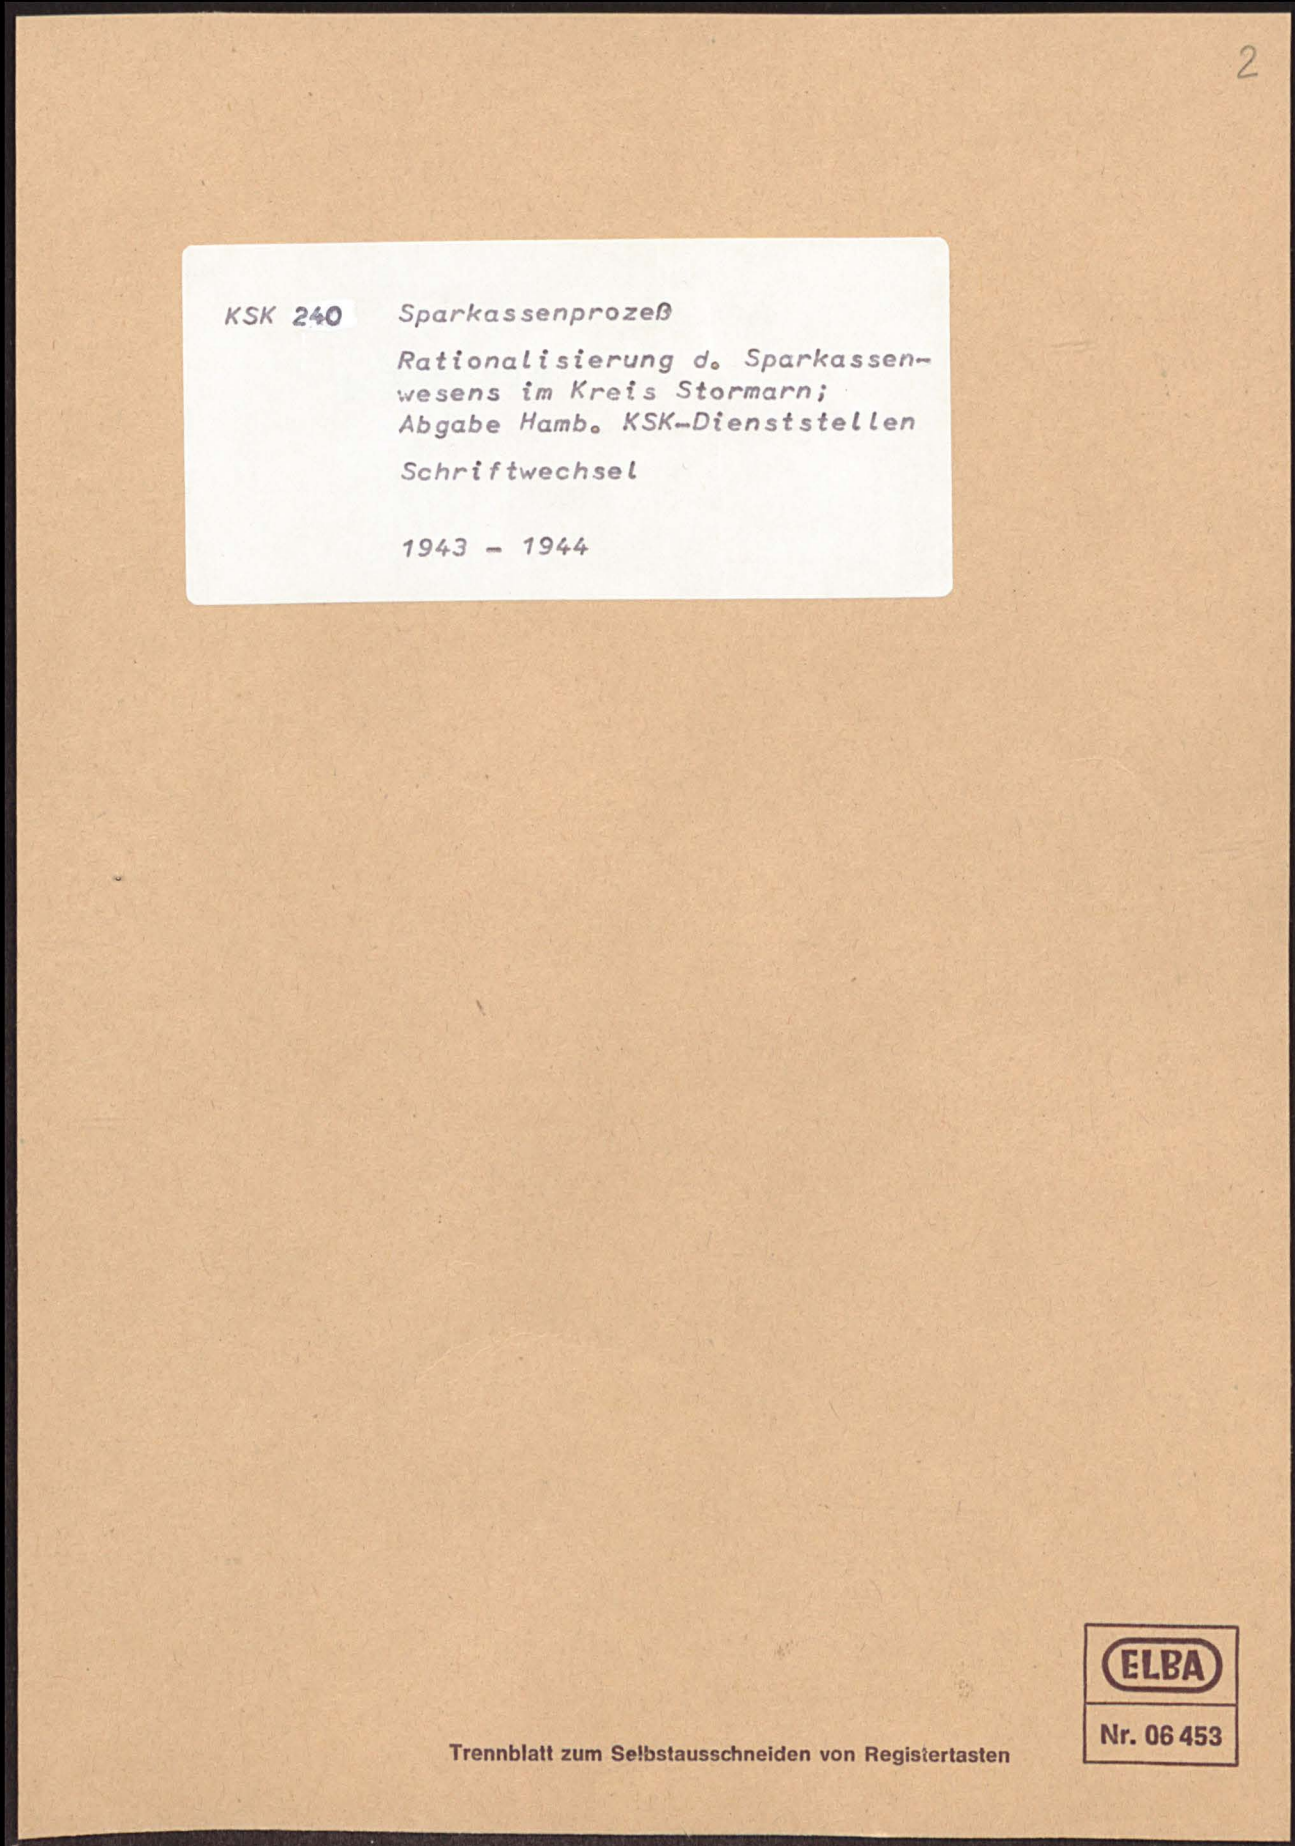 2
KSK 240 Sparkassenprozeß
Rationalisierung d. Sparkassen-
wesens im Kreis Stormarn;
Abgabe Hamb. KSK-Dienststellen
Schriftwechsel
1943 - 1944
ELBA
Nr. 06 453
Trennblatt zum Selbstausschneiden von Registertasten